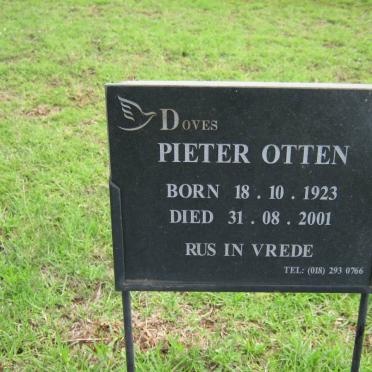 DOVES
PIETER OTTEN
BORN 18 . 10 . 1923
DIED 31 . 08 . 2001
RUS IN VREDE
TEL: (018) 293 0766